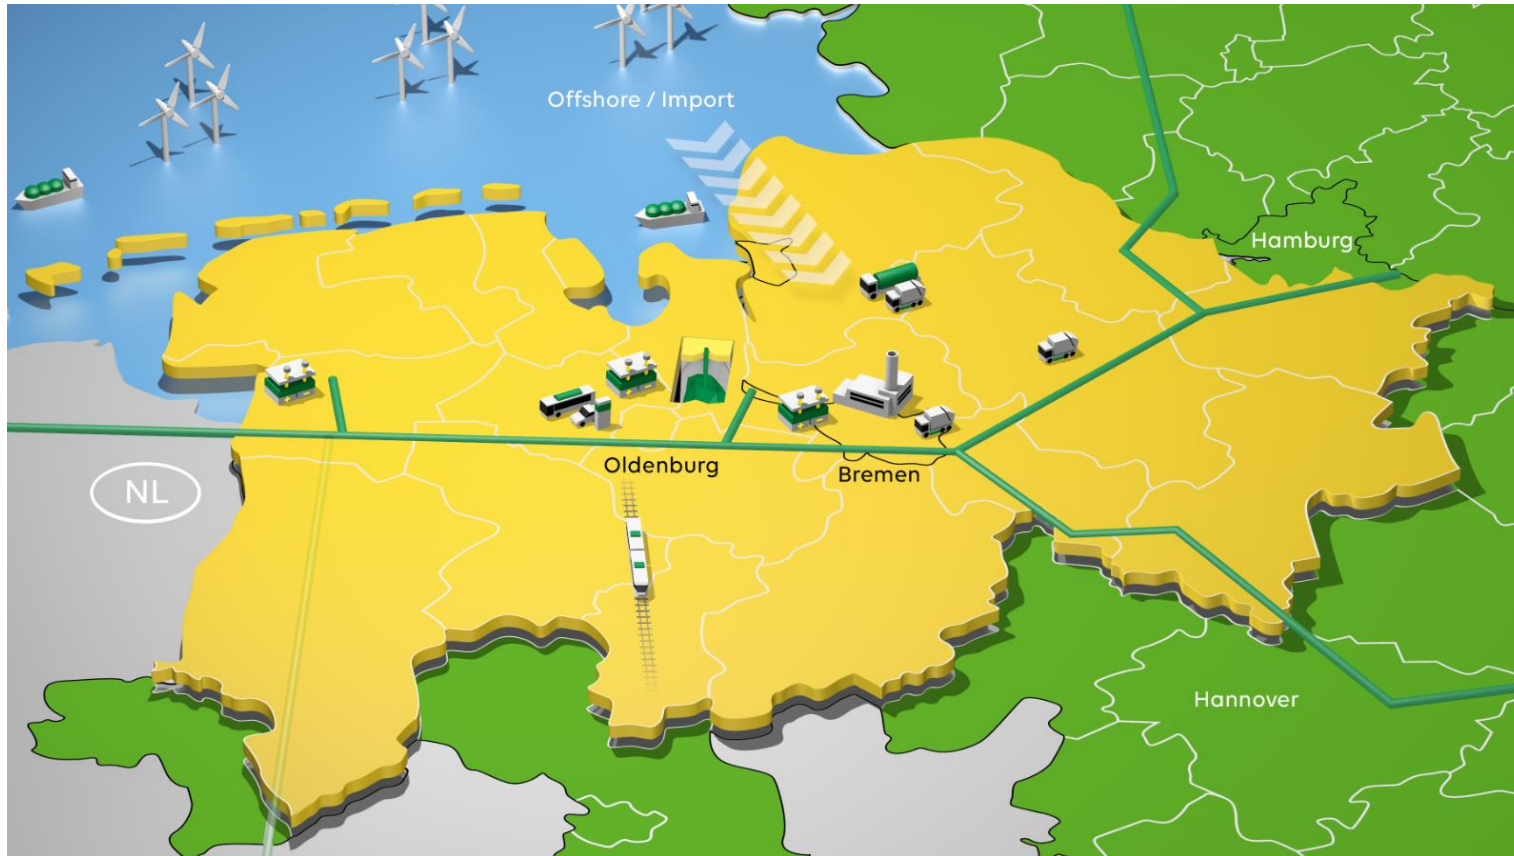 Offshore / Import
Hamburg
NL
Oldenburg
Bremen
Hannover